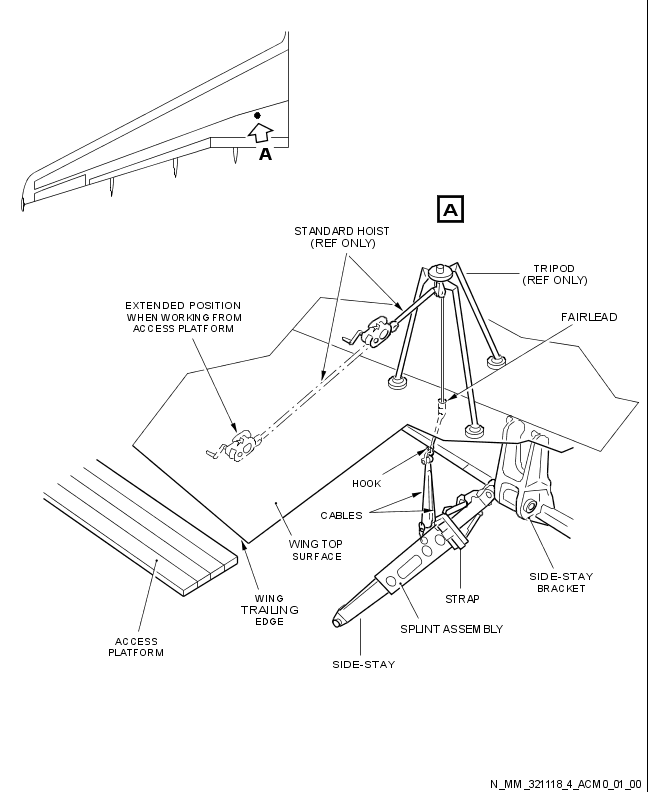 A
A
STANDARD HOIST
(REF ONLY)
TRIPOD
(REF ONLY)
EXTENDED POSITION
WHEN WORKING FROM
ACCESS PLATFORM
FAIRLEAD
HOOK
CABLES
WING TOP
SURFACE
SIDE-STAY
BRACKET
WING
TRAILING
EDGE
STRAP
SPLINT ASSEMBLY
ACCESS
PLATFORM
SIDE-STAY
N_MM_321118_4_ACM0_01_00